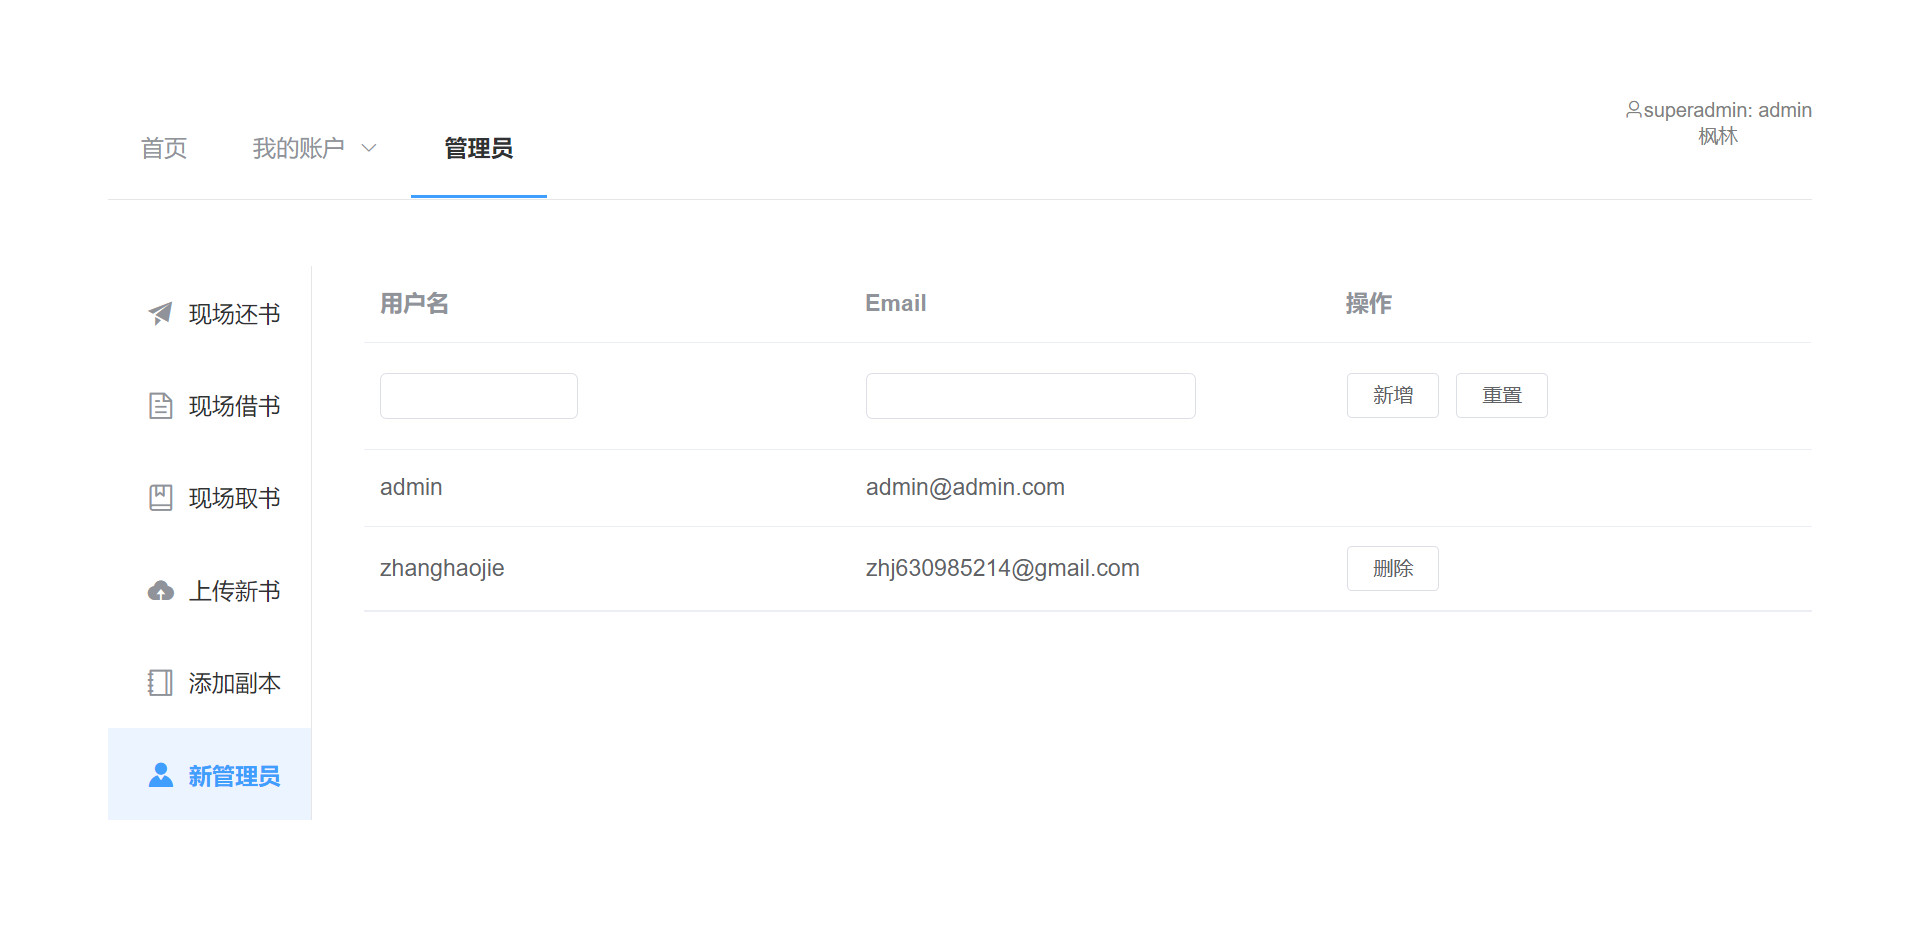 superadmin: admin
枫林
首页 我的账户 管理员
现场还书
现场借书
现场取书
上传新书
添加副本
新管理员
用户名 Email 操作
新增 重置
admin admin@admin.com
zhanghaojie zhj630985214@gmail.com 删除